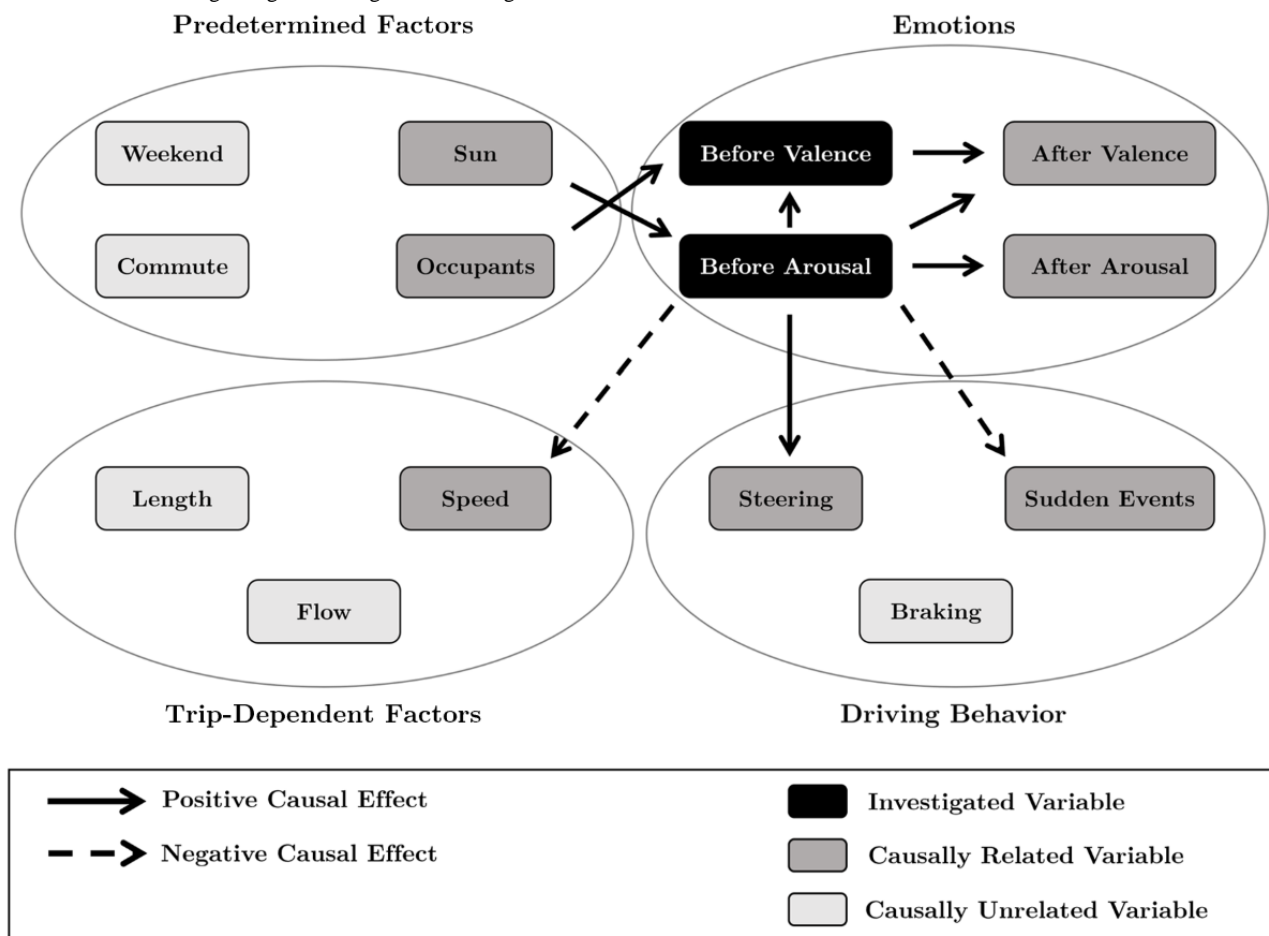 Predetermined Factors
Emotions
Weekend
Sun
Before Valence
After Valence
Commute
Occupants
Before Arousal
After Arousal
Length
Speed
Steering
Sudden Events
Flow
Braking
Trip-Dependent Factors
Driving Behavior
Positive Causal Effect
Investigated Variable
Negative Causal Effect
Causally Related Variable
Causally Unrelated Variable